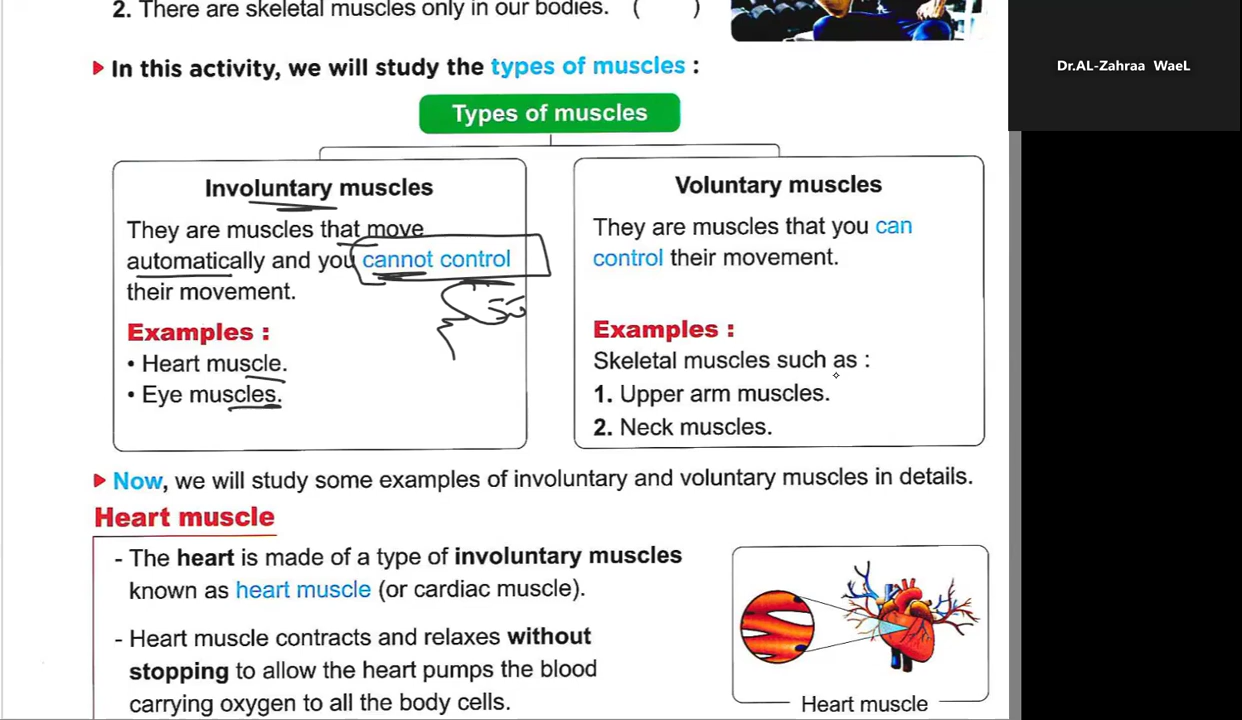 2. There are skeletal muscles only in our bodies. ( )
Dr.AL-Zahraa WaeL
In this activity, we will study the types of muscles :
Types of muscles
Involuntary muscles
They are muscles that move
automatically and you cannot control
their movement.
Examples :
• Heart muscle.
• Eye muscles.
Voluntary muscles
They are muscles that you can
control their movement.
Examples :
Skeletal muscles such as :
1. Upper arm muscles.
2. Neck muscles.
Now, we will study some examples of involuntary and voluntary muscles in details.
Heart muscle
- The heart is made of a type of involuntary muscles
known as heart muscle (or cardiac muscle).
- Heart muscle contracts and relaxes without
stopping to allow the heart pumps the blood
carrying oxygen to all the body cells.
Heart muscle